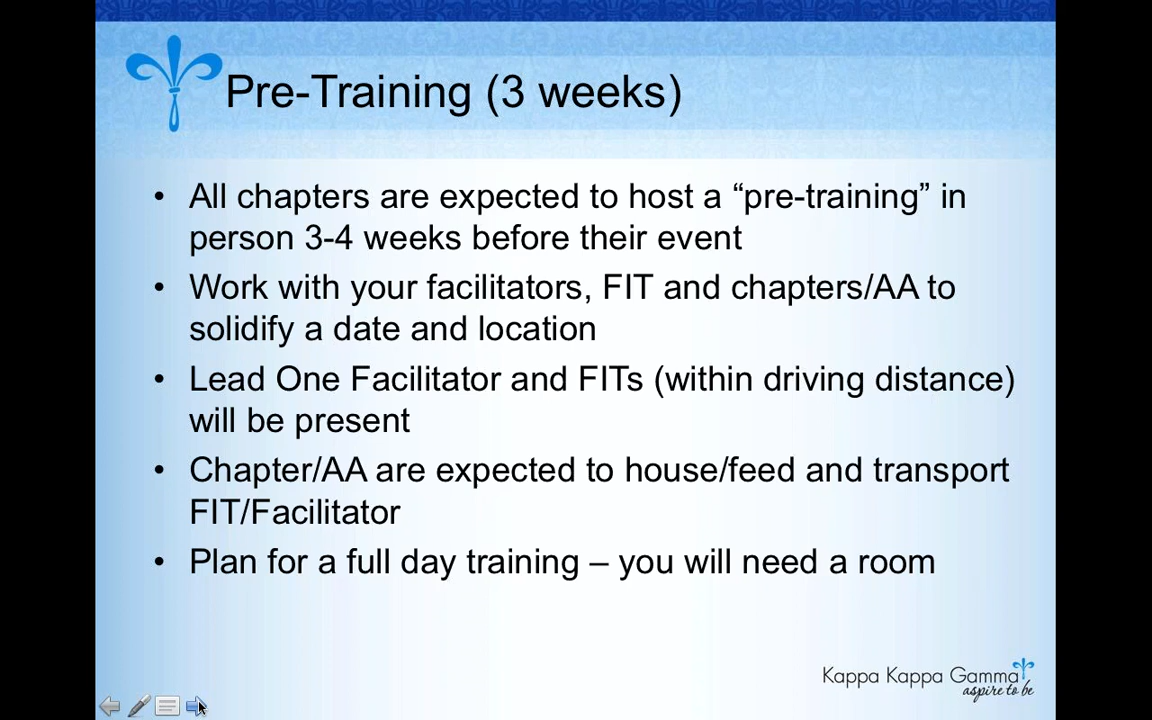 Pre-Training (3 weeks)
• All chapters are expected to host a “pre-training” in
person 3-4 weeks before their event
• Work with your facilitators, FIT and chapters/AA to
solidify a date and location
• Lead One Facilitator and FITs (within driving distance)
will be present
• Chapter/AA are expected to house/feed and transport
FIT/Facilitator
• Plan for a full day training – you will need a room
Kappa Kappa Gamma
aspire to be